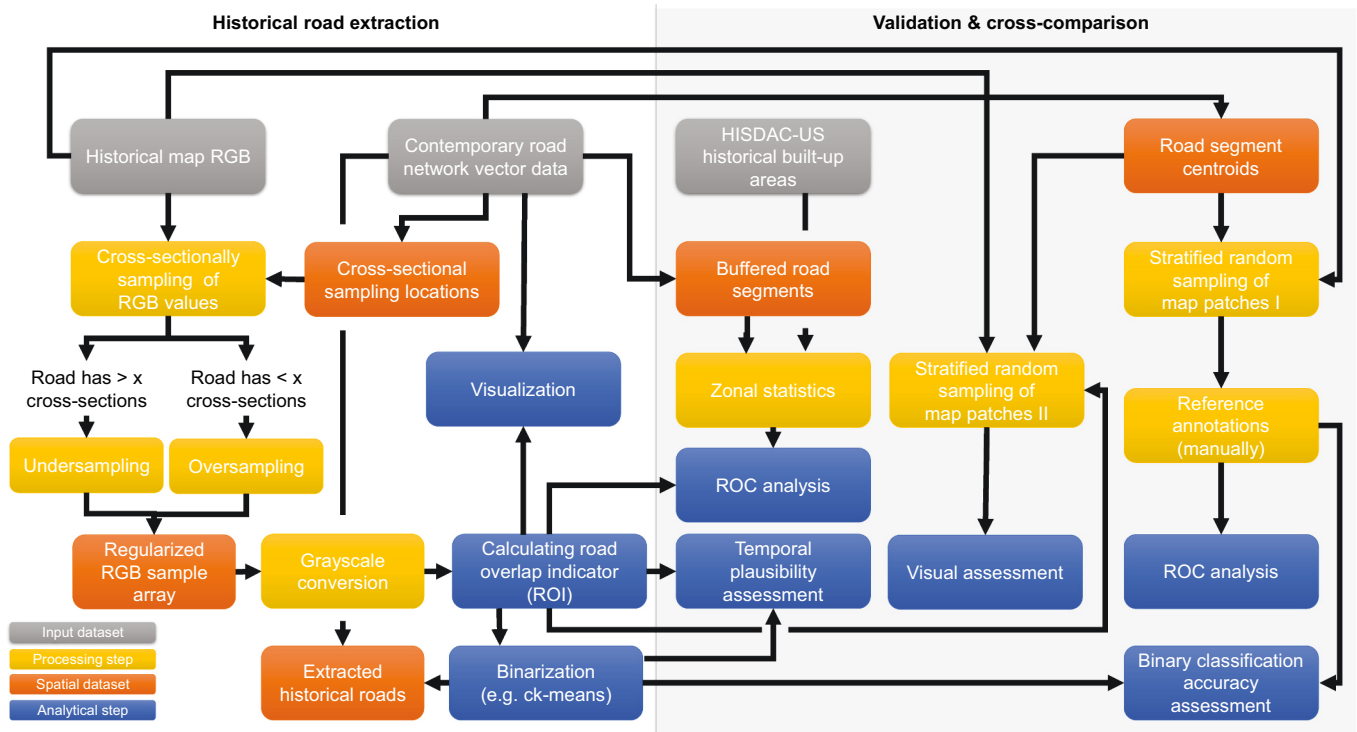 Historical road extraction
Validation & cross-comparison
Historical map RGB
Contemporary road
network vector data
HISDAC-US
historical built-up
areas
Road segment
centroids
Cross-sectionally
sampling of
RGB values
Cross-sectional
sampling locations
Buffered road
segments
Stratified random
sampling of
map patches I
Road has > x
cross-sections
Road has < x
cross-sections
Visualization
Zonal statistics
Stratified random
sampling of
map patches II
Reference
annotations
(manually)
Undersampling
Oversampling
ROC analysis
Regularized
RGB sample
array
Grayscale
conversion
Calculating road
overlap indicator
(ROI)
Temporal
plausibility
assessment
Visual assessment
ROC analysis
Input dataset
Processing step
Spatial dataset
Analytical step
Extracted
historical roads
Binarization
(e.g. ck-means)
Binary classification
accuracy
assessment